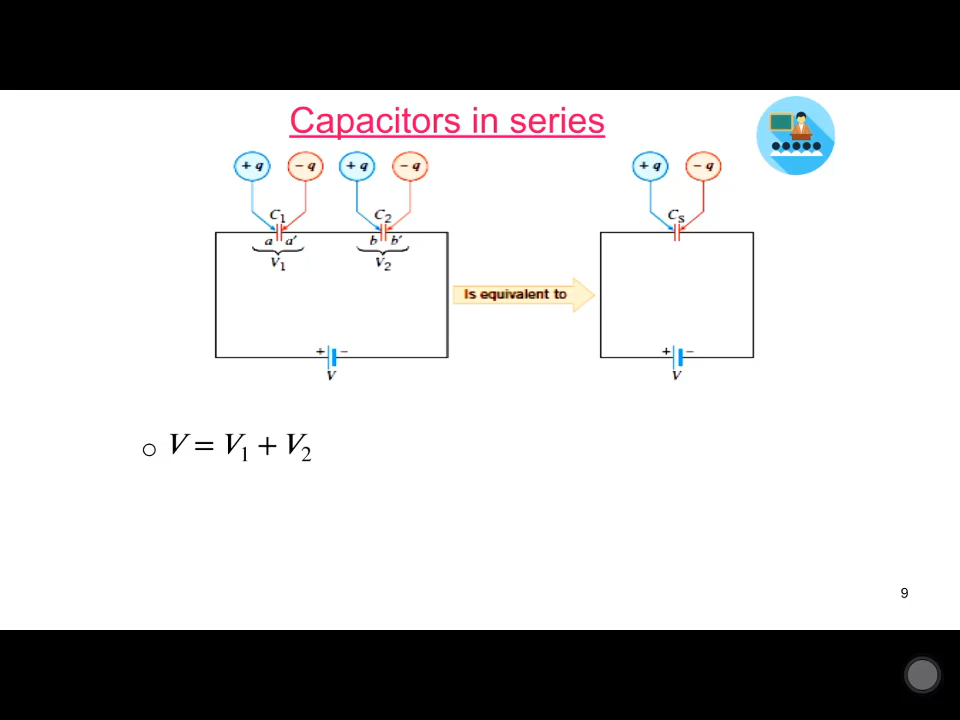 Capacitors in series
+ q – q + q – q
C₁ C₂
a a′ b b′
V₁ V₂
+ –
V
Is equivalent to
+ q – q
Cₛ
+ –
V
○ V = V₁ + V₂
9